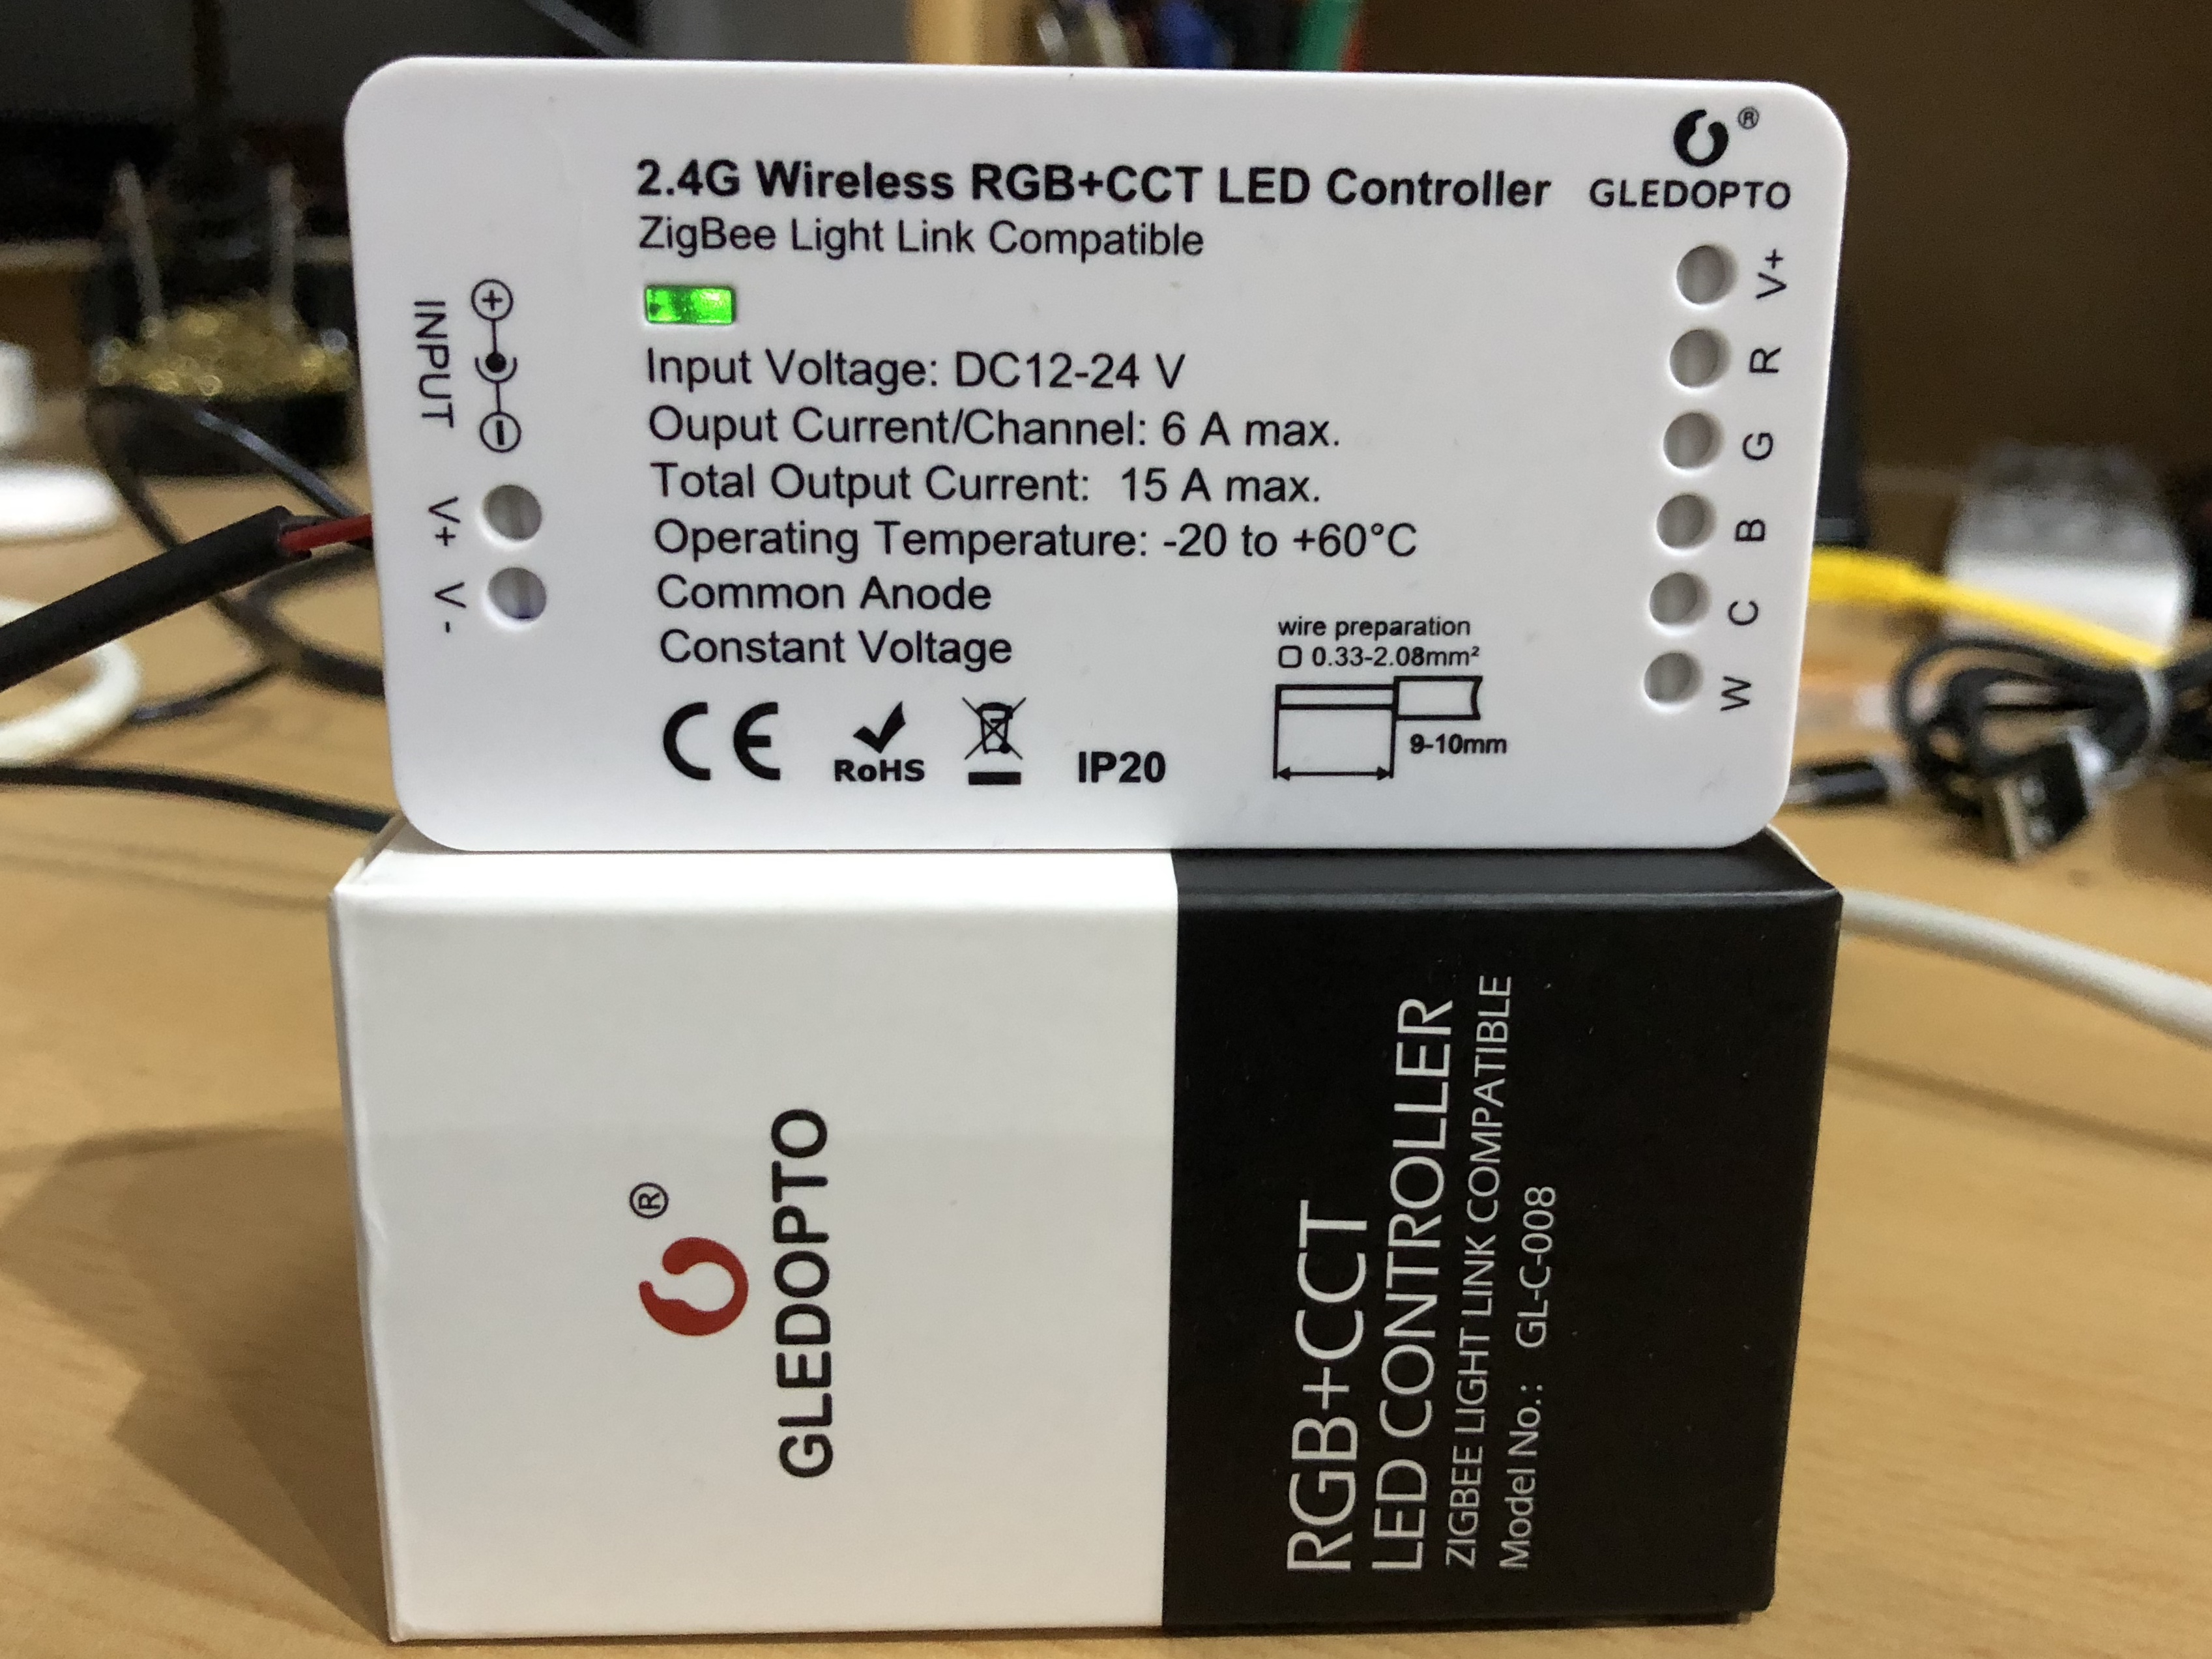 2.4G Wireless RGB+CCT LED Controller
ZigBee Light Link Compatible
® 
GLEDOPTO
INPUT
V+
V-
Input Voltage: DC12-24 V
Ouput Current/Channel: 6 A max.
Total Output Current: 15 A max.
Operating Temperature: -20 to +60°C
Common Anode
Constant Voltage
CE
RoHS
IP20
wire preparation
0.33-2.08mm²
9-10mm
V+
R
G
B
C
W
®
GLEDOPTO
RGB+CCT
LED CONTROLLER
ZIGBEE LIGHT LINK COMPATIBLE
Model No.: GL-C-008